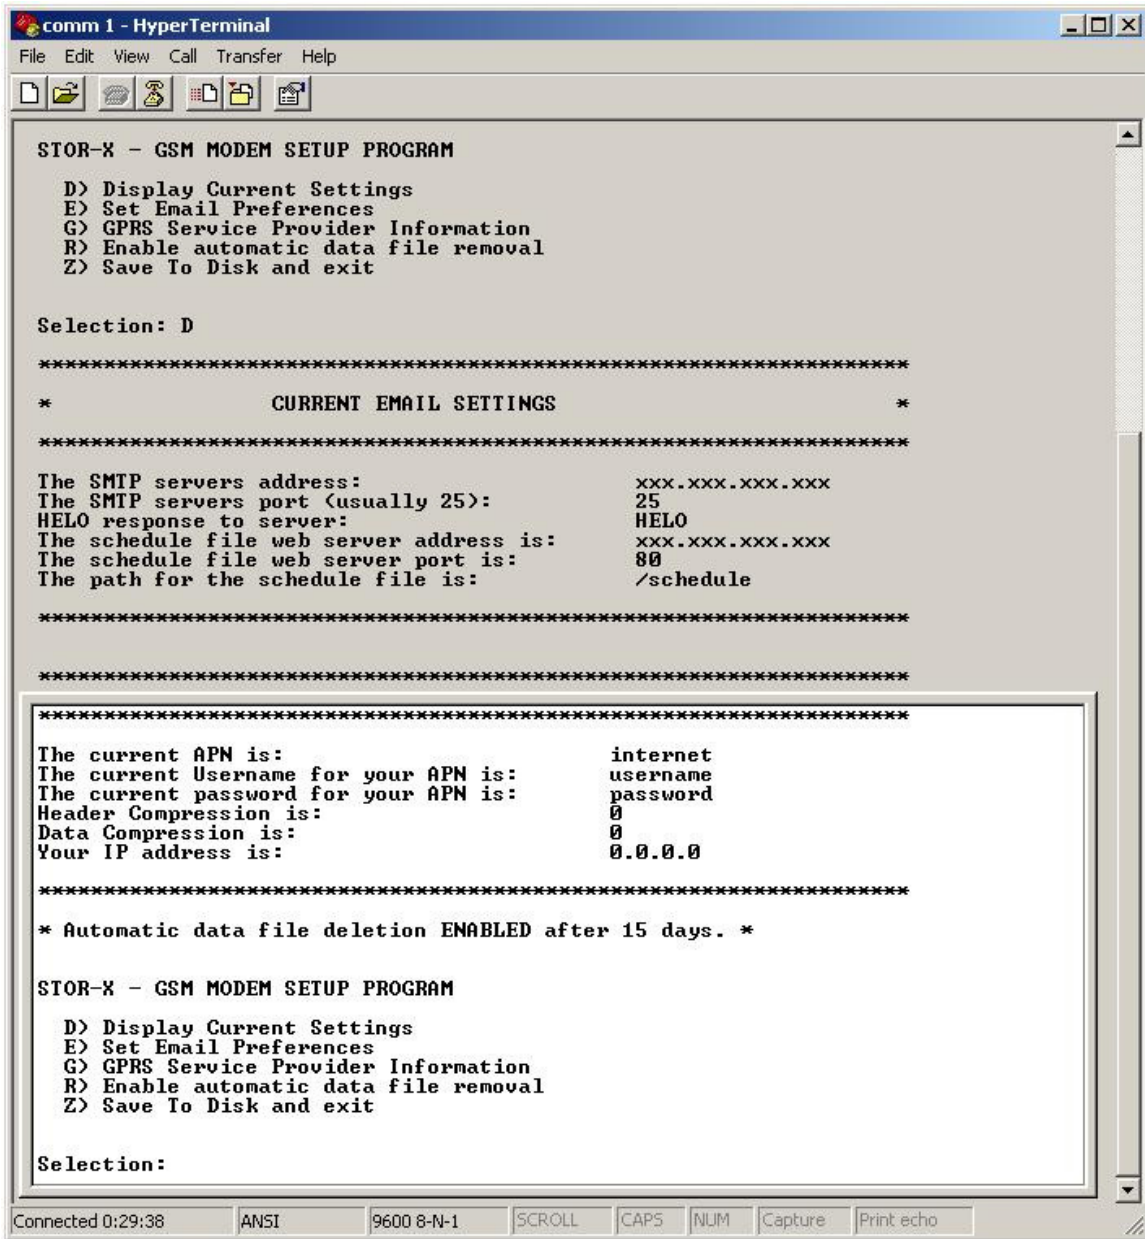 comm 1 - HyperTerminal
File Edit View Call Transfer Help
STOR-X - GSM MODEM SETUP PROGRAM
D> Display Current Settings
E> Set Email Preferences
G> GPRS Service Provider Information
R> Enable automatic data file removal
Z> Save To Disk and exit
Selection: D
*******************************************************************
* CURRENT EMAIL SETTINGS *
*******************************************************************
The SMTP servers address: xxx.xxx.xxx.xxx
The SMTP servers port (usually 25): 25
HELO response to server: HELO
The schedule file web server address is: xxx.xxx.xxx.xxx
The schedule file web server port is: 80
The path for the schedule file is: /schedule
*******************************************************************
*******************************************************************
*******************************************************************
The current APN is: internet
The current Username for your APN is: username
The current password for your APN is: password
Header Compression is: 0
Data Compression is: 0
Your IP address is: 0.0.0.0
*******************************************************************
* Automatic data file deletion ENABLED after 15 days. *
STOR-X - GSM MODEM SETUP PROGRAM
D> Display Current Settings
E> Set Email Preferences
G> GPRS Service Provider Information
R> Enable automatic data file removal
Z> Save To Disk and exit
Selection:
Connected 0:29:38 ANSI 9600 8-N-1 SCROLL CAPS NUM Capture Print echo